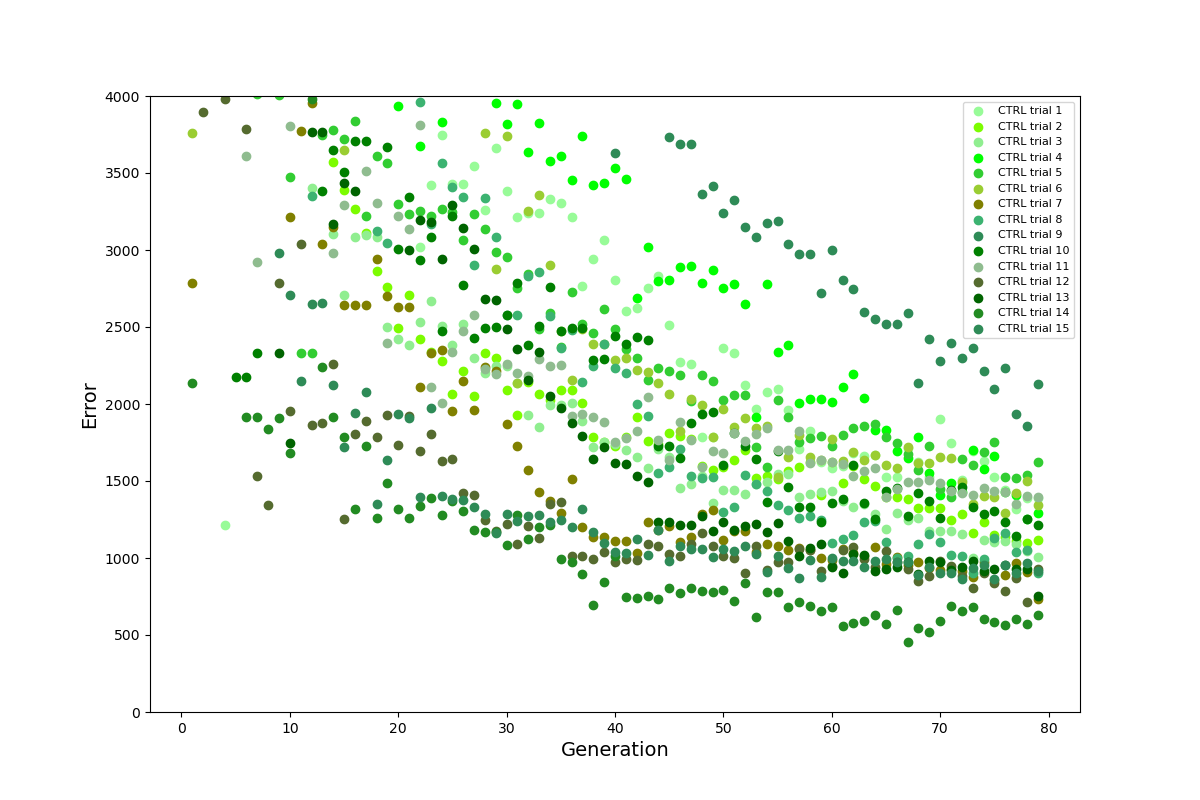 4000
3500
3000
2500
2000
1500
1000
500
0
Error
0 10 20 30 40 50 60 70 80
Generation
CTRL trial 1
CTRL trial 2
CTRL trial 3
CTRL trial 4
CTRL trial 5
CTRL trial 6
CTRL trial 7
CTRL trial 8
CTRL trial 9
CTRL trial 10
CTRL trial 11
CTRL trial 12
CTRL trial 13
CTRL trial 14
CTRL trial 15